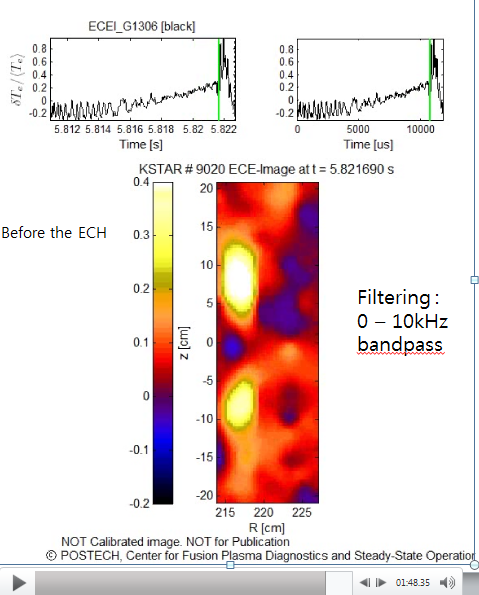 ECEI_G1306 [black]
δTₑ/⟨Tₑ⟩
0.8
0.6
0.4
0.2
0
-0.2
5.812 5.814 5.816 5.818 5.82 5.822
Time [s]
0.8
0.6
0.4
0.2
0
-0.2
0 5000 10000
Time [us]
KSTAR # 9020 ECE-Image at t = 5.821690 s
Before the ECH
0.4
0.3
0.2
0.1
0
-0.1
-0.2
z [cm]
20
15
10
5
0
-5
-10
-15
-20
215 220 225
R [cm]
Filtering :
0 – 10kHz
bandpass
NOT Calibrated image. NOT for Publication
© POSTECH, Center for Fusion Plasma Diagnostics and Steady-State Operation
01:48.35